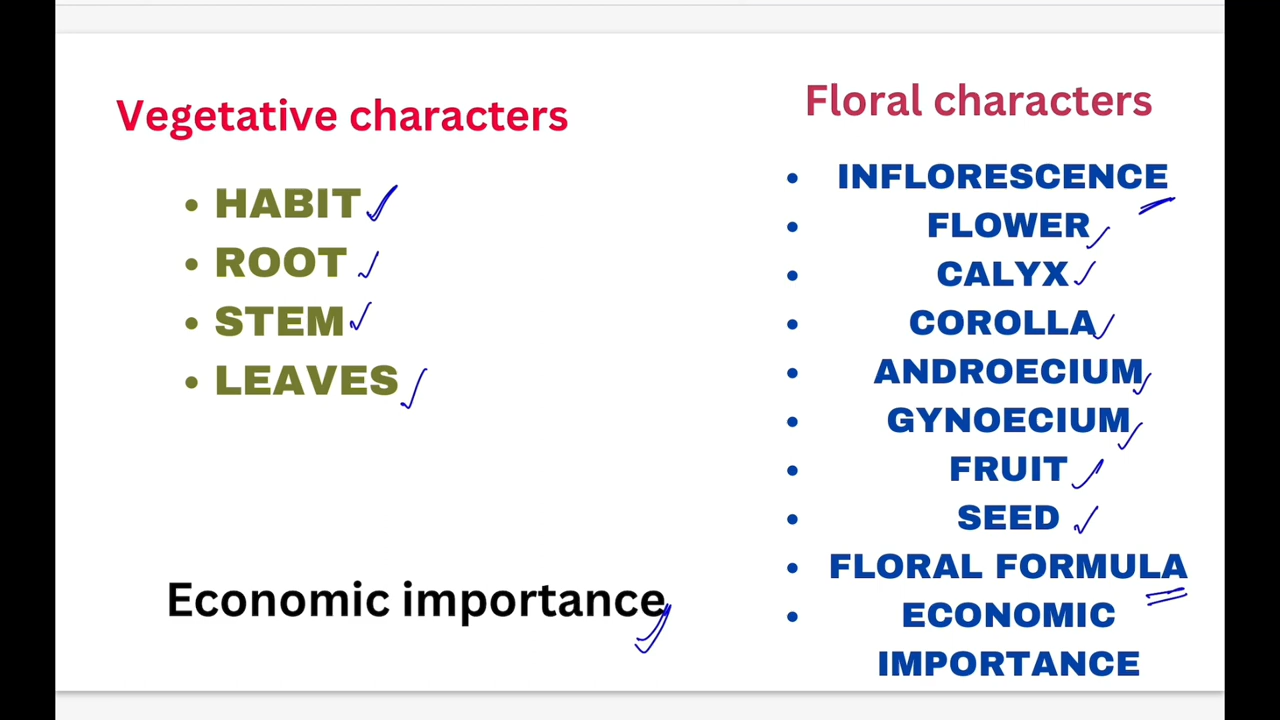 Vegetative characters
• HABIT
• ROOT
• STEM
• LEAVES
Economic importance
Floral characters
• INFLORESCENCE
• FLOWER
• CALYX
• COROLLA
• ANDROECIUM
• GYNOECIUM
• FRUIT
• SEED
• FLORAL FORMULA
• ECONOMIC
IMPORTANCE